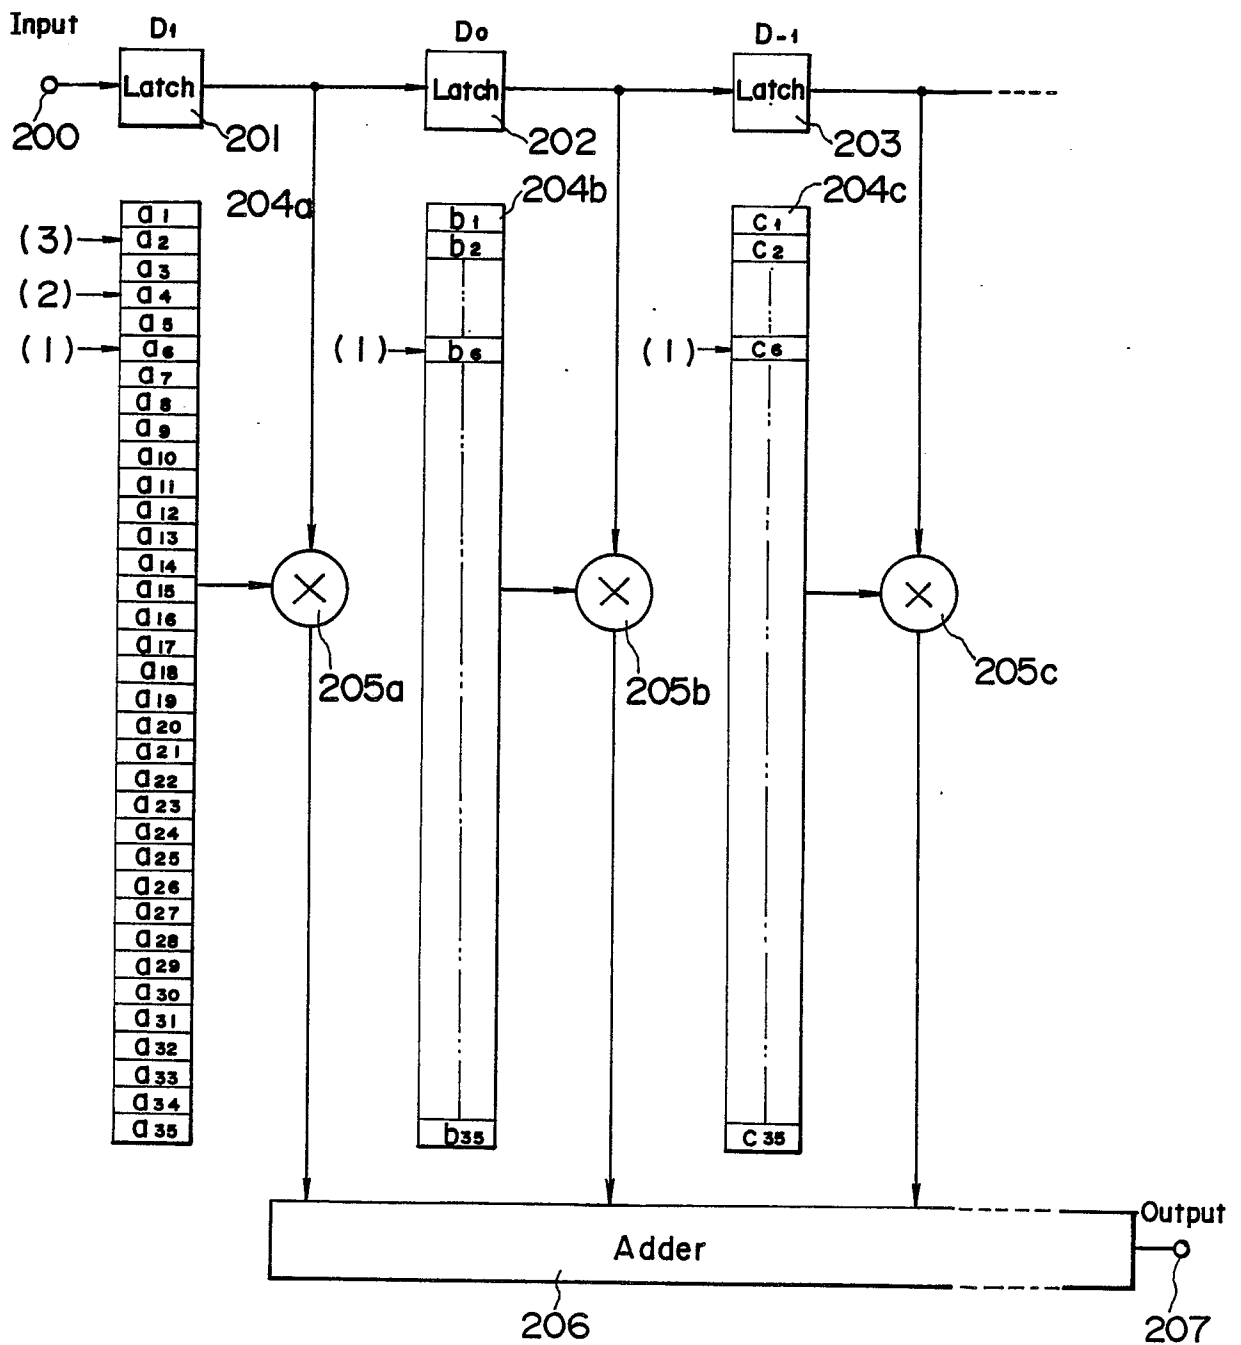 Input
D1
D0
D-1
Latch
Latch
Latch
200
201
202
203
204a
204b
204c
a1
(3)
a2
a3
(2)
a4
a5
(1)
a6
a7
a8
a9
a10
a11
a12
a13
a14
a15
a16
a17
a18
a19
a20
a21
a22
a23
a24
a25
a26
a27
a28
a29
a30
a31
a32
a33
a34
a35
b1
b2
(1)
b6
b35
c1
c2
(1)
c6
c35
205a
205b
205c
Adder
Output
206
207